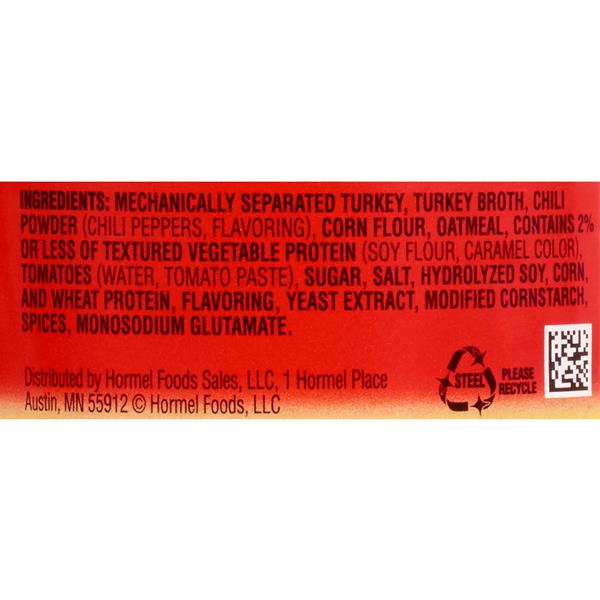 INGREDIENTS: MECHANICALLY SEPARATED TURKEY, TURKEY BROTH, CHILI
POWDER (CHILI PEPPERS, FLAVORING), CORN FLOUR, OATMEAL, CONTAINS 2%
OR LESS OF TEXTURED VEGETABLE PROTEIN (SOY FLOUR, CARAMEL COLOR),
TOMATOES (WATER, TOMATO PASTE), SUGAR, SALT, HYDROLYZED SOY, CORN,
AND WHEAT PROTEIN, FLAVORING, YEAST EXTRACT, MODIFIED CORNSTARCH,
SPICES, MONOSODIUM GLUTAMATE.
Distributed by Hormel Foods Sales, LLC, 1 Hormel Place
Austin, MN 55912 © Hormel Foods, LLC
STEEL
PLEASE
RECYCLE